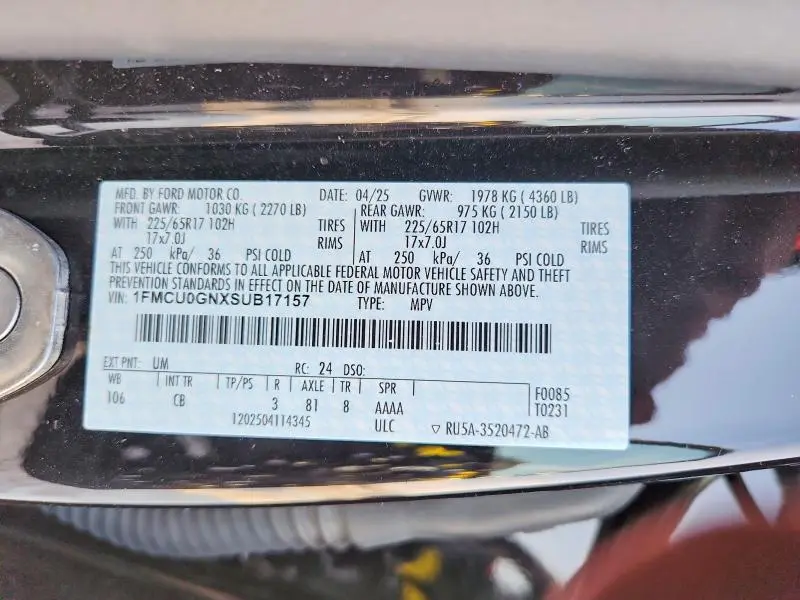 MFD. BY FORD MOTOR CO. DATE: 04/25 GVWR: 1978 KG ( 4360 LB)
FRONT GAWR: 1030 KG ( 2270 LB) REAR GAWR: 975 KG ( 2150 LB)
WITH 225/65R17 102H TIRES WITH 225/65R17 102H TIRES
17x7.0J RIMS 17x7.0J RIMS
AT 250 kPa/ 36 PSI COLD AT 250 kPa/ 36 PSI COLD
THIS VEHICLE CONFORMS TO ALL APPLICABLE FEDERAL MOTOR VEHICLE SAFETY AND THEFT
PREVENTION STANDARDS IN EFFECT ON THE DATE OF MANUFACTURE SHOWN ABOVE.
VIN: 1FMCU0GNXSUB17157 TYPE: MPV
EXT PNT: UM RC: 24 DSO:
WB INT TR TP/PS R AXLE TR SPR F0085
106 CB 3 81 8 AAAA T0231
1202504114345 ULC ▽ RU5A-3520472-AB